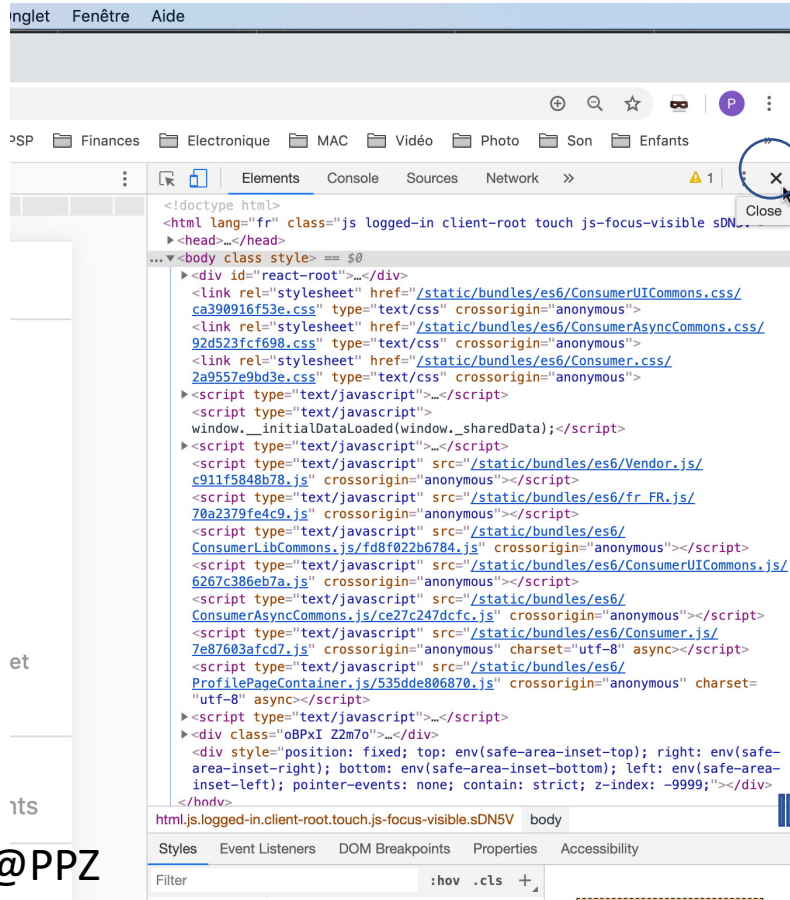 nglet Fenêtre Aide
P
PSP Finances Electronique MAC Vidéo Photo Son Enfants »
Elements Console Sources Network » 1
Close
<!doctype html>
<html lang="fr" class="js logged-in client-root touch js-focus-visible sDN5V">
<head>…</head>
…<body class style> == $0
<div id="react-root">…</div>
<link rel="stylesheet" href="/static/bundles/es6/ConsumerUICommons.css/
ca390916f53e.css" type="text/css" crossorigin="anonymous">
<link rel="stylesheet" href="/static/bundles/es6/ConsumerAsyncCommons.css/
92d523fcf698.css" type="text/css" crossorigin="anonymous">
<link rel="stylesheet" href="/static/bundles/es6/Consumer.css/
2a9557e9bd3e.css" type="text/css" crossorigin="anonymous">
<script type="text/javascript">…</script>
<script type="text/javascript">
window.__initialDataLoaded(window._sharedData);</script>
<script type="text/javascript">…</script>
<script type="text/javascript" src="/static/bundles/es6/Vendor.js/
c911f5848b78.js" crossorigin="anonymous"></script>
<script type="text/javascript" src="/static/bundles/es6/fr_FR.js/
70a2379fe4c9.js" crossorigin="anonymous"></script>
<script type="text/javascript" src="/static/bundles/es6/
ConsumerLibCommons.js/fd8f022b6784.js" crossorigin="anonymous"></script>
<script type="text/javascript" src="/static/bundles/es6/ConsumerUICommons.js/
6267c386eb7a.js" crossorigin="anonymous"></script>
<script type="text/javascript" src="/static/bundles/es6/
ConsumerAsyncCommons.js/ce27c247dcfc.js" crossorigin="anonymous"></script>
<script type="text/javascript" src="/static/bundles/es6/Consumer.js/
7e87603afcd7.js" crossorigin="anonymous" charset="utf-8" async></script>
<script type="text/javascript" src="/static/bundles/es6/
ProfilePageContainer.js/535dde806870.js" crossorigin="anonymous" charset=
"utf-8" async></script>
<script type="text/javascript">…</script>
<div class="oBPxI Z2m7o">…</div>
<div style="position: fixed; top: env(safe-area-inset-top); right: env(safe-
area-inset-right); bottom: env(safe-area-inset-bottom); left: env(safe-area-
inset-left); pointer-events: none; contain: strict; z-index: -9999;"></div>
</body>
et
nts
html.js.logged-in.client-root.touch.js-focus-visible.sDN5V body
Styles Event Listeners DOM Breakpoints Properties Accessibility
@PPZ
Filter :hov .cls +